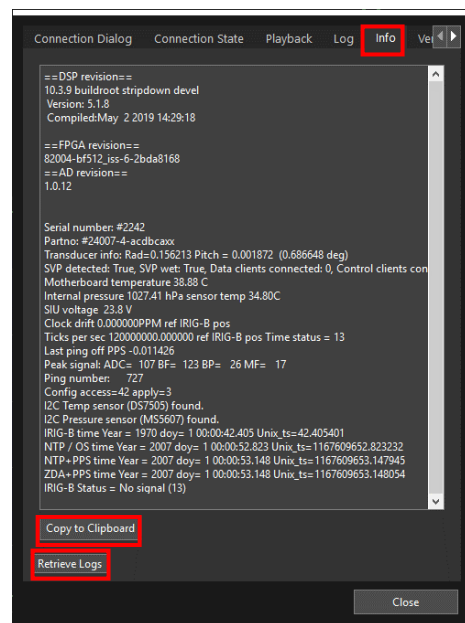 Connection Dialog Connection State Playback Log Info Ve
==DSP revision==
10.3.9 buildroot stripdown devel
Version: 5.1.8
Compiled:May 2 2019 14:29:18
==FPGA revision==
82004-bf512_iss-6-2bda8168
==AD revision==
1.0.12
Serial number: #2242
Partno: #24007-4-acdbcaxx
Transducer info: Rad=0.156213 Pitch = 0.001872 (0.686648 deg)
SVP detected: True, SVP wet: True, Data clients connected: 0, Control clients con
Motherboard temperature 38.88 C
Internal pressure 1027.41 hPa sensor temp 34.80C
SIU voltage 23.8 V
Clock drift 0.000000PPM ref IRIG-B pos
Ticks per sec 120000000.000000 ref IRIG-B pos Time status = 13
Last ping off PPS -0.011426
Peak signal: ADC= 107 BF= 123 BP= 26 MF= 17
Ping number: 727
Config access=42 apply=3
I2C Temp sensor (DS7505) found.
I2C Pressure sensor (MS5607) found.
IRIG-B time Year = 1970 doy= 1 00:00:42.405 Unix_ts=42.405401
NTP / OS time Year = 2007 doy= 1 00:00:52.823 Unix_ts=1167609652.823232
NTP+PPS time Year = 2007 doy= 1 00:00:53.148 Unix_ts=1167609653.147945
ZDA+PPS time Year = 2007 doy= 1 00:00:53.148 Unix_ts=1167609653.148054
IRIG-B Status = No signal (13)
Copy to Clipboard
Retrieve Logs
Close